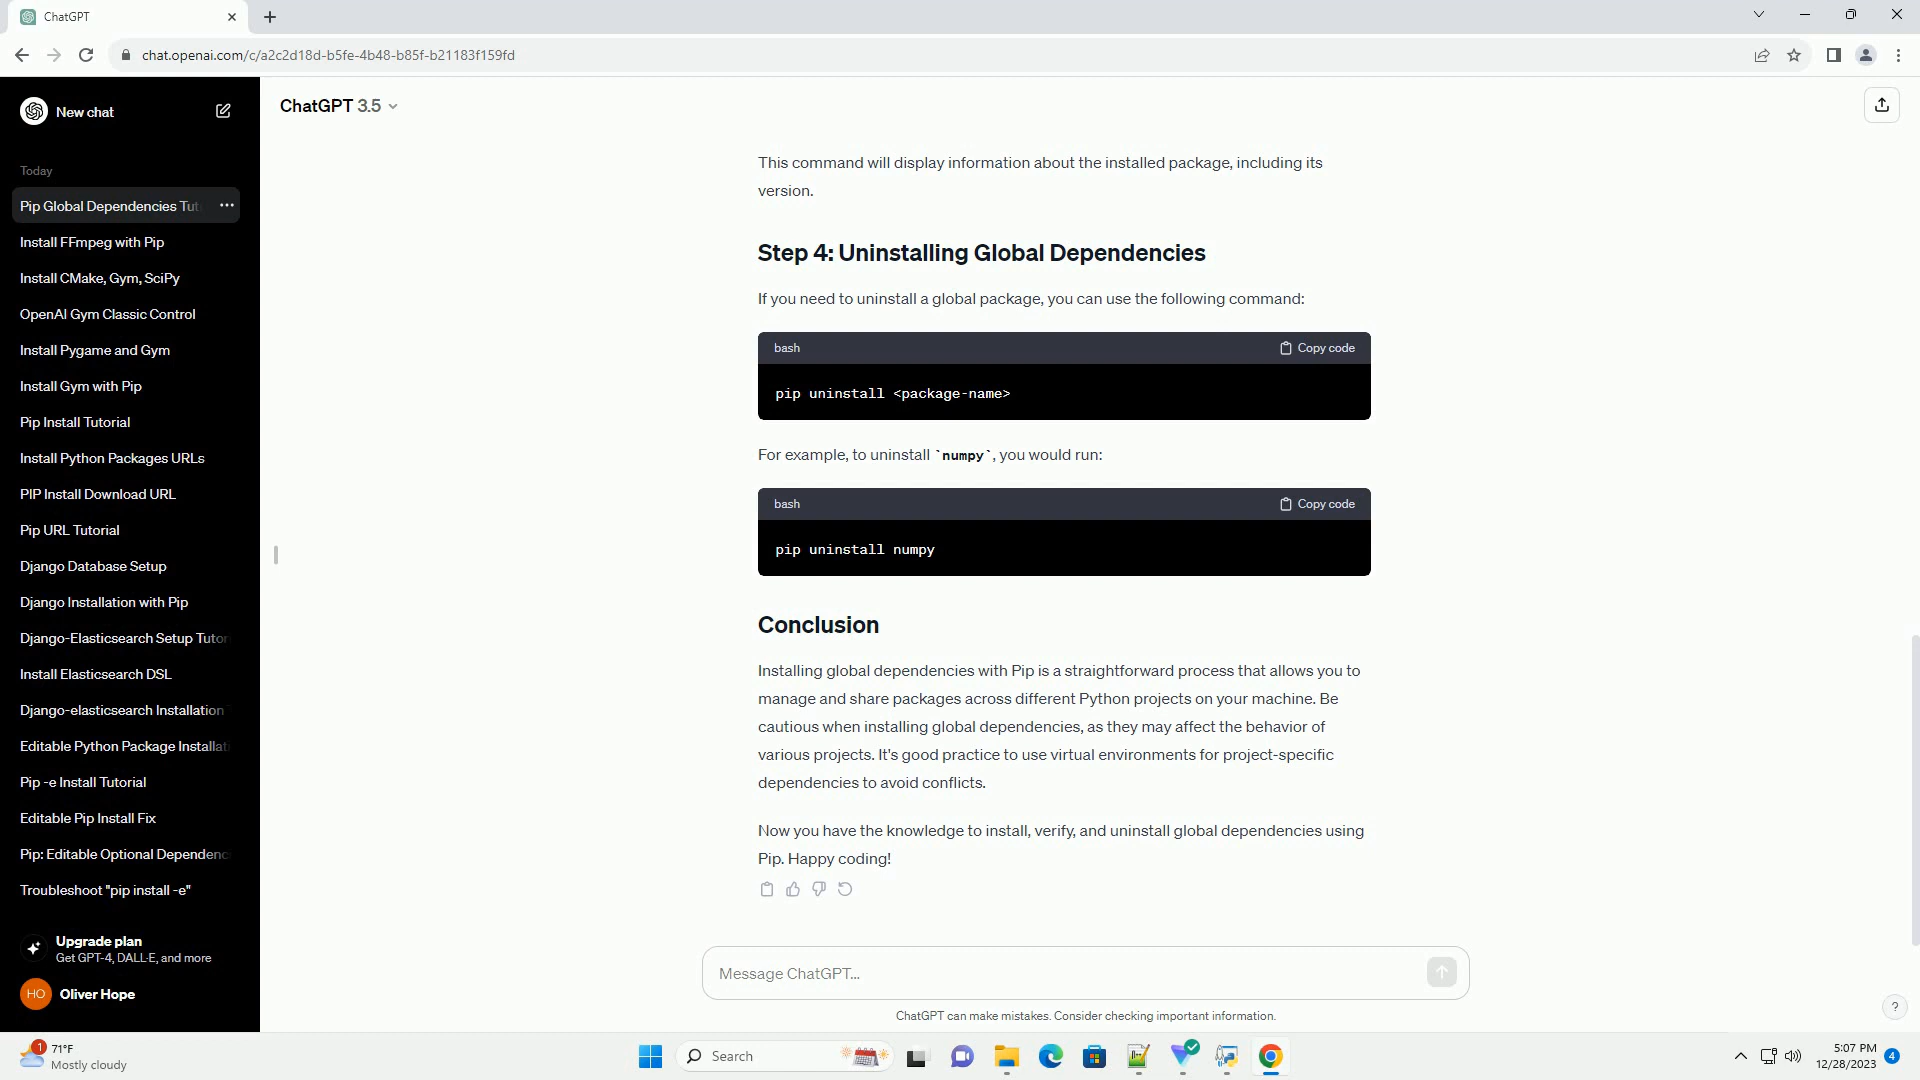 ChatGPT
chat.openai.com/c/a2c2d18d-b5fe-4b48-b85f-b21183f159fd
New chat
Today
Pip Global Dependencies Tut
Install FFmpeg with Pip
Install CMake, Gym, SciPy
OpenAI Gym Classic Control
Install Pygame and Gym
Install Gym with Pip
Pip Install Tutorial
Install Python Packages URLs
PIP Install Download URL
Pip URL Tutorial
Django Database Setup
Django Installation with Pip
Django-Elasticsearch Setup Tutor
Install Elasticsearch DSL
Django-elasticsearch Installation
Editable Python Package Installat
Pip -e Install Tutorial
Editable Pip Install Fix
Pip: Editable Optional Dependenc
Troubleshoot "pip install -e"
Upgrade plan
Get GPT-4, DALL·E, and more
HO Oliver Hope
ChatGPT 3.5
This command will display information about the installed package, including its
version.
Step 4: Uninstalling Global Dependencies
If you need to uninstall a global package, you can use the following command:
bash Copy code
pip uninstall <package-name>
For example, to uninstall `numpy`, you would run:
bash Copy code
pip uninstall numpy
Conclusion
Installing global dependencies with Pip is a straightforward process that allows you to
manage and share packages across different Python projects on your machine. Be
cautious when installing global dependencies, as they may affect the behavior of
various projects. It's good practice to use virtual environments for project-specific
dependencies to avoid conflicts.
Now you have the knowledge to install, verify, and uninstall global dependencies using
Pip. Happy coding!
Message ChatGPT...
ChatGPT can make mistakes. Consider checking important information.
?
1
71°F
Mostly cloudy
Search
5:07 PM
12/28/2023
4